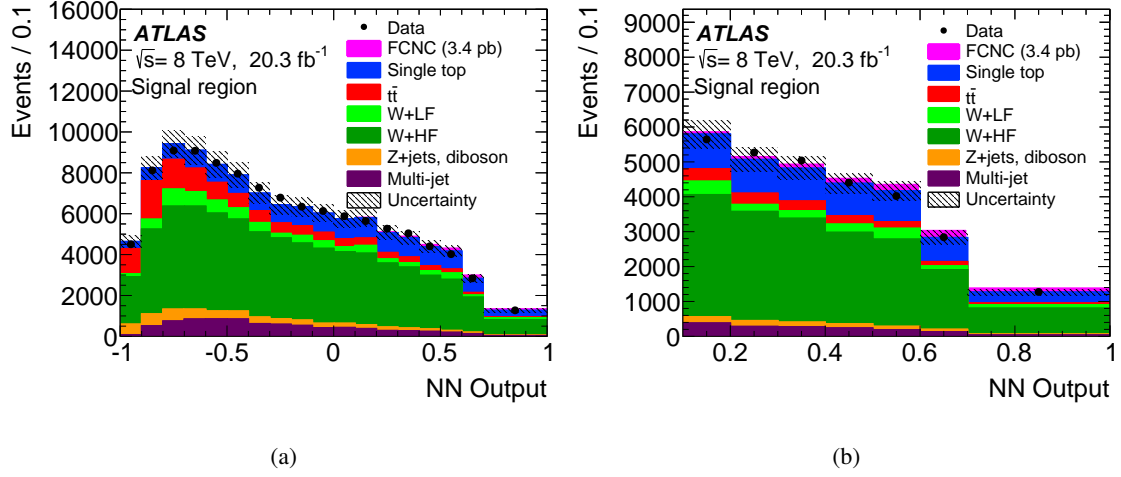 Events / 0.1
16000
14000
12000
10000
8000
6000
4000
2000
0
ATLAS
√s= 8 TeV, 20.3 fb⁻¹
Signal region
Data
FCNC (3.4 pb)
Single top
tt̄
W+LF
W+HF
Z+jets, diboson
Multi-jet
Uncertainty
-1 -0.5 0 0.5 1
NN Output
(a)
Events / 0.1
9000
8000
7000
6000
5000
4000
3000
2000
1000
0
ATLAS
√s= 8 TeV, 20.3 fb⁻¹
Signal region
Data
FCNC (3.4 pb)
Single top
tt̄
W+LF
W+HF
Z+jets, diboson
Multi-jet
Uncertainty
0.2 0.4 0.6 0.8 1
NN Output
(b)